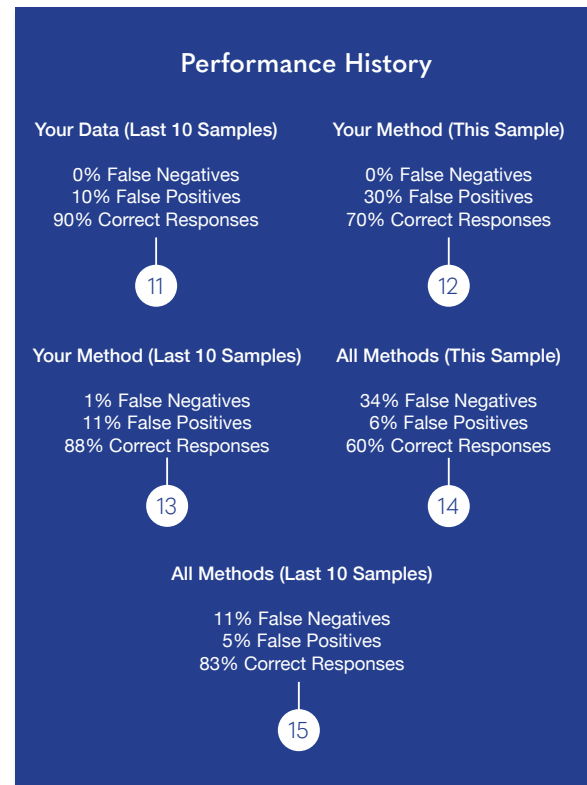 Performance History
Your Data (Last 10 Samples)
0% False Negatives
10% False Positives
90% Correct Responses
11
Your Method (This Sample)
0% False Negatives
30% False Positives
70% Correct Responses
12
Your Method (Last 10 Samples)
1% False Negatives
11% False Positives
88% Correct Responses
13
All Methods (This Sample)
34% False Negatives
6% False Positives
60% Correct Responses
14
All Methods (Last 10 Samples)
11% False Negatives
5% False Positives
83% Correct Responses
15